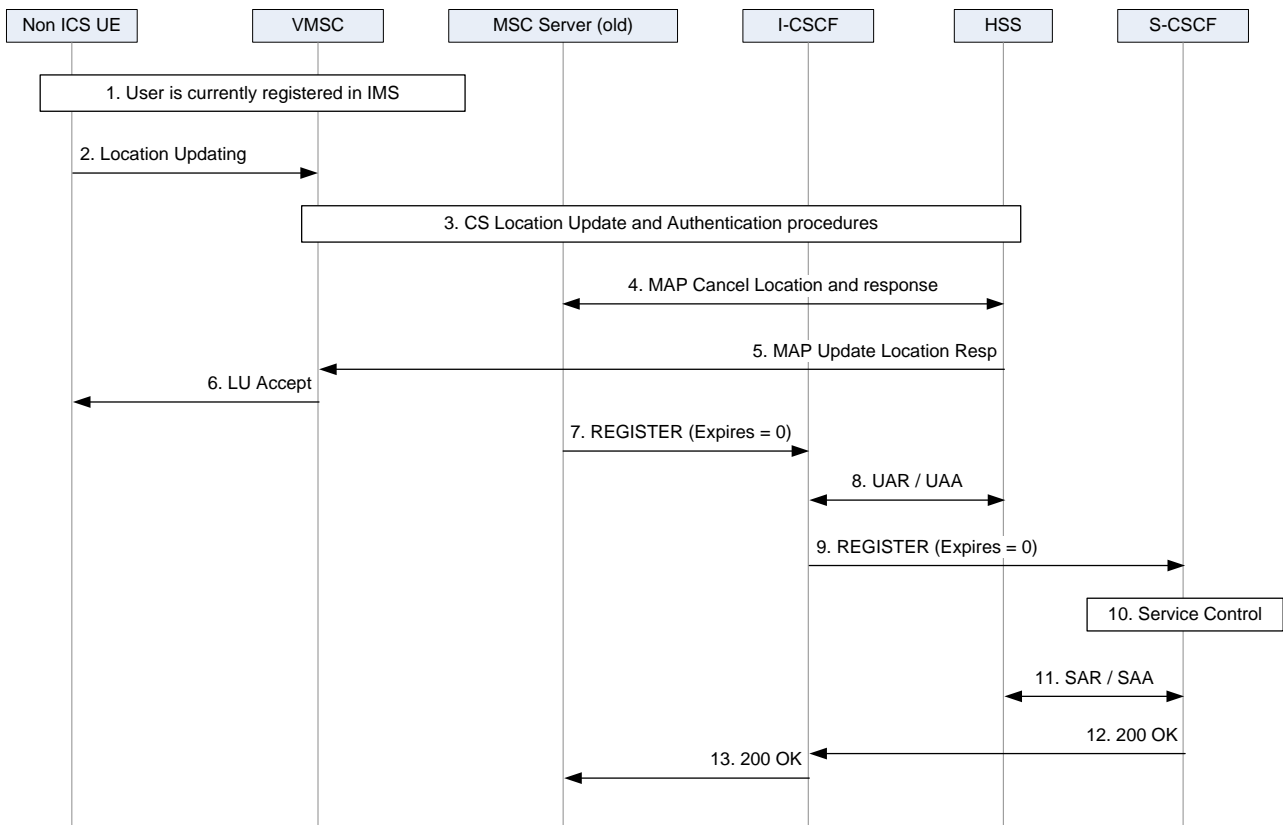 Non ICS UE
VMSC
MSC Server (old)
I-CSCF
HSS
S-CSCF
1. User is currently registered in IMS
2. Location Updating
3. CS Location Update and Authentication procedures
4. MAP Cancel Location and response
5. MAP Update Location Resp
6. LU Accept
7. REGISTER (Expires = 0)
8. UAR / UAA
9. REGISTER (Expires = 0)
10. Service Control
11. SAR / SAA
12. 200 OK
13. 200 OK